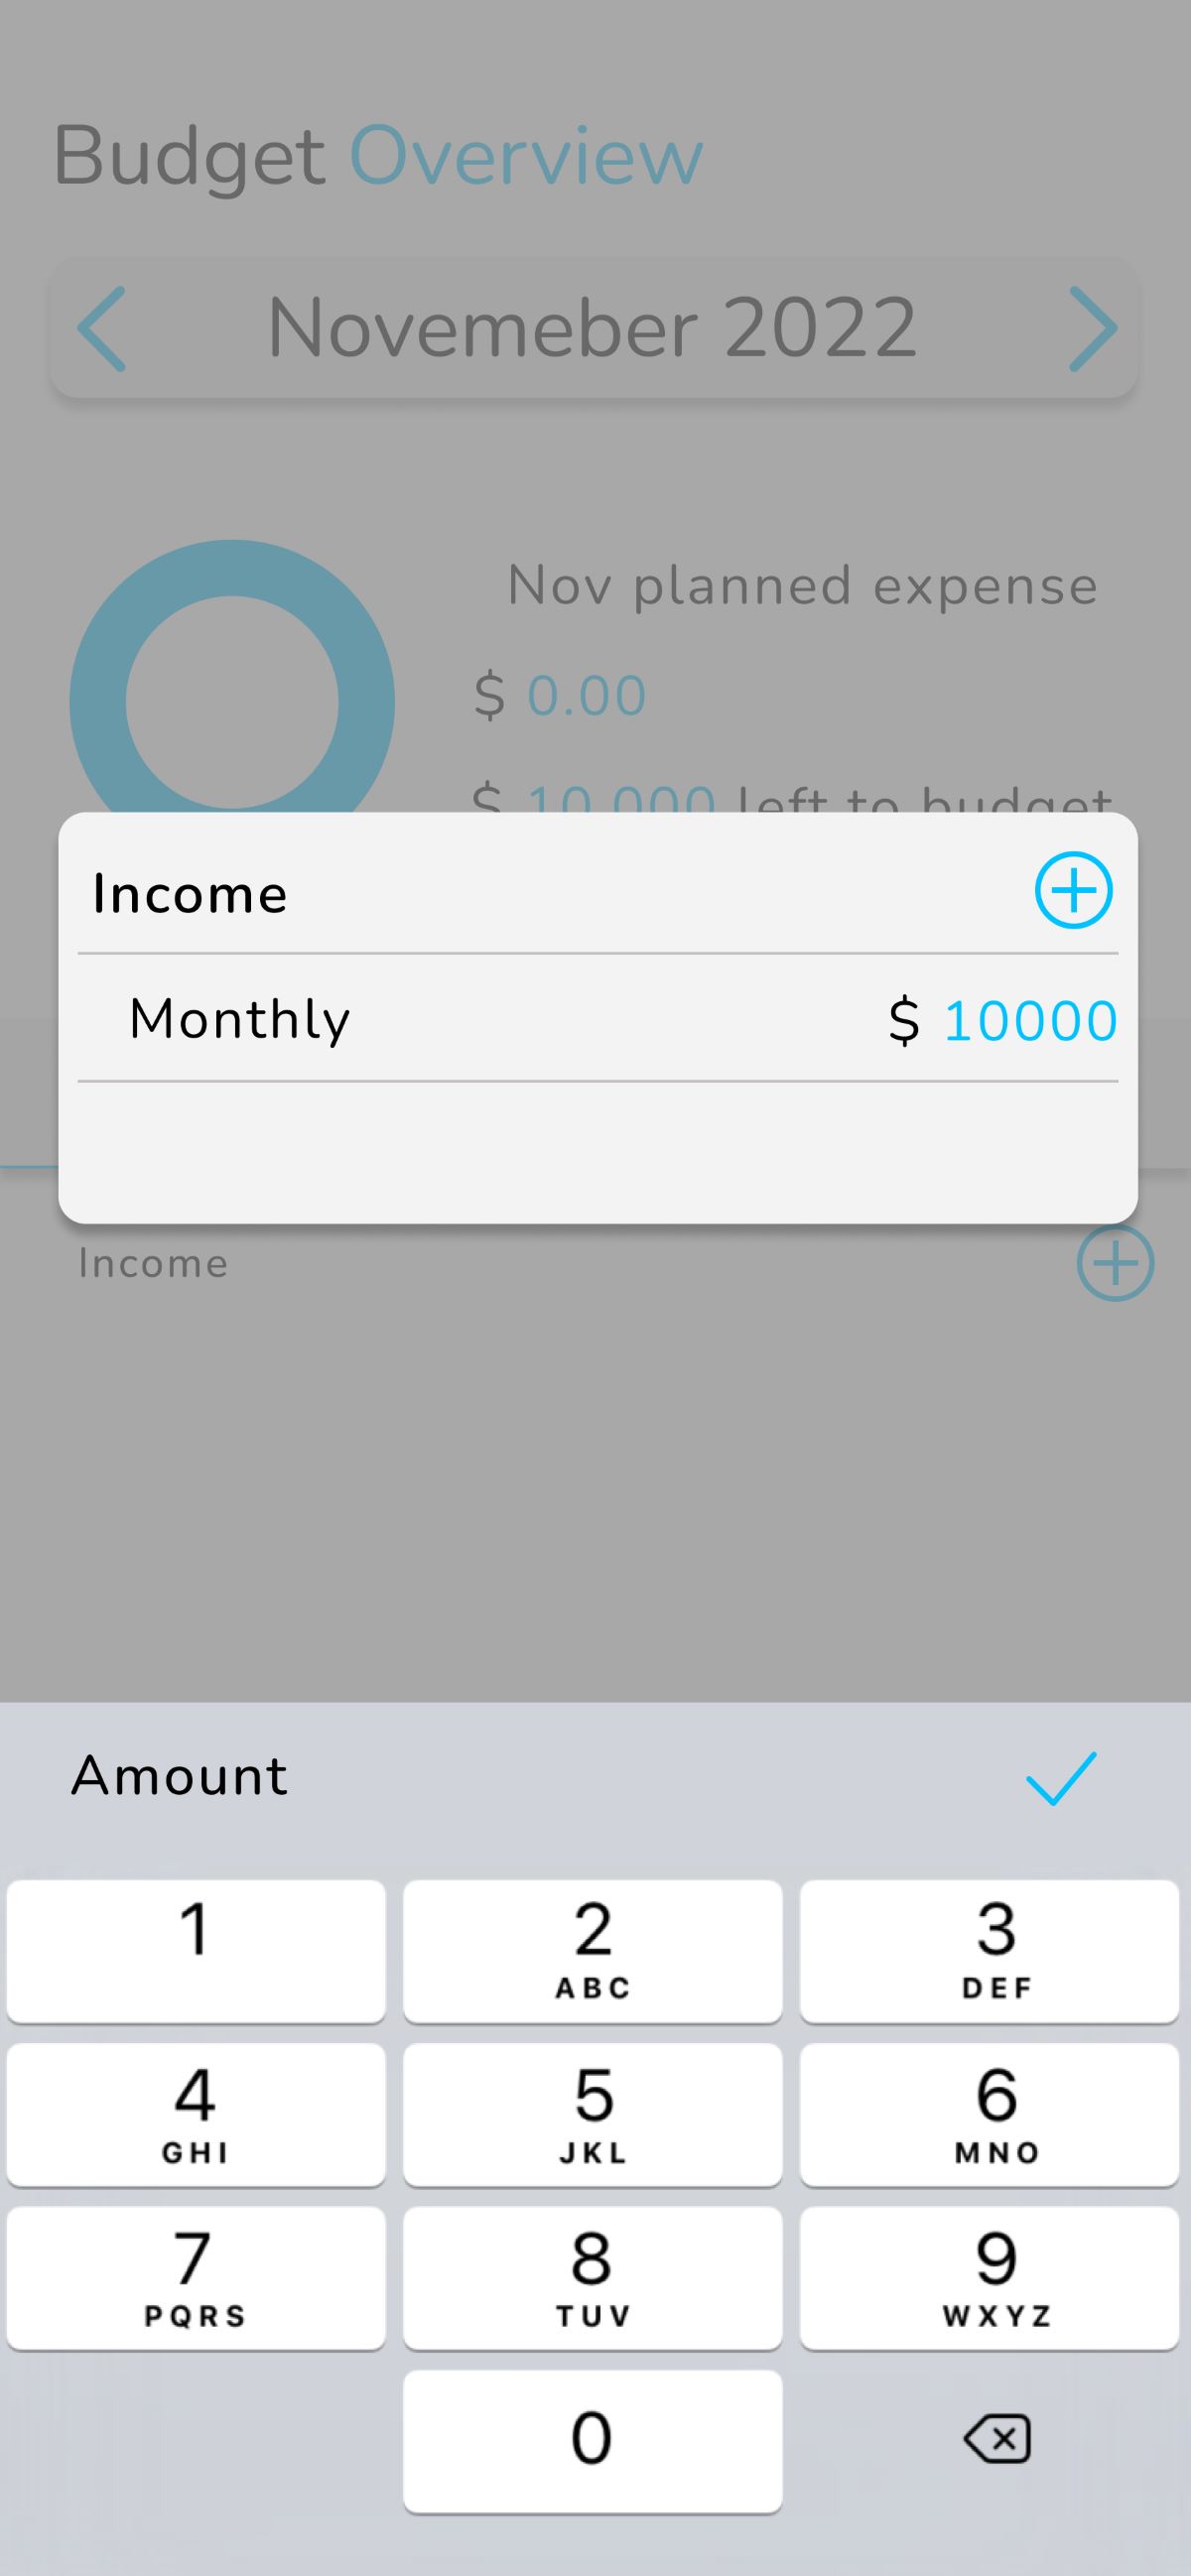 Budget Overview
Novemeber 2022
Nov planned expense
$ 0.00
$ 10,000 left to budget
Income
Monthly $ 10000
Income
Amount
1
2
ABC
3
DEF
4
GHI
5
JKL
6
MNO
7
PQRS
8
TUV
9
WXYZ
0